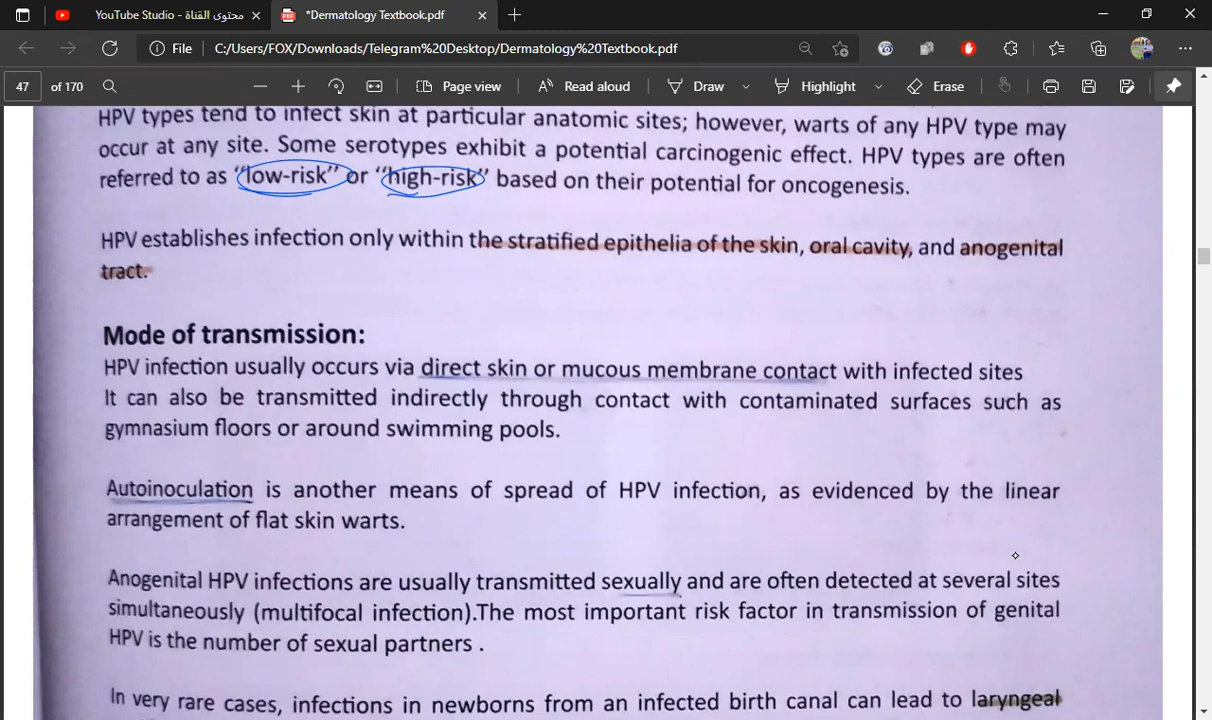 YouTube Studio - محتوى القناة
*Dermatology Textbook.pdf
File
C:/Users/FOX/Downloads/Telegram%20Desktop/Dermatology%20Textbook.pdf
47 of 170
Page view
Read aloud
Draw
Highlight
Erase
HPV types tend to infect skin at particular anatomic sites; however, warts of any HPV type may
occur at any site. Some serotypes exhibit a potential carcinogenic effect. HPV types are often
referred to as "low-risk" or "high-risk" based on their potential for oncogenesis.
HPV establishes infection only within the stratified epithelia of the skin, oral cavity, and anogenital
tract.
Mode of transmission:
HPV infection usually occurs via direct skin or mucous membrane contact with infected sites
It can also be transmitted indirectly through contact with contaminated surfaces such as
gymnasium floors or around swimming pools.
Autoinoculation is another means of spread of HPV infection, as evidenced by the linear
arrangement of flat skin warts.
Anogenital HPV infections are usually transmitted sexually and are often detected at several sites
simultaneously (multifocal infection).The most important risk factor in transmission of genital
HPV is the number of sexual partners .
In very rare cases, infections in newborns from an infected birth canal can lead to laryngeal